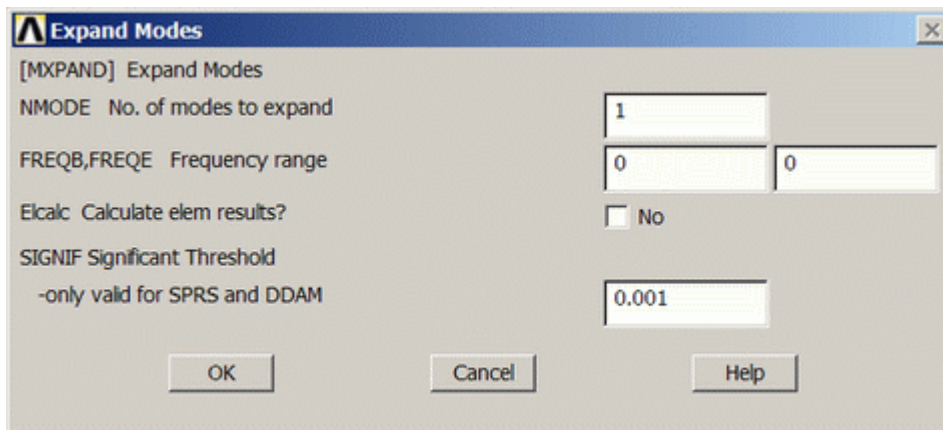 Expand Modes
[MXPAND] Expand Modes
NMODE No. of modes to expand 1
FREQB,FREQE Frequency range 0 0
Elcalc Calculate elem results? No
SIGNIF Significant Threshold
-only valid for SPRS and DDAM 0.001
OK Cancel Help